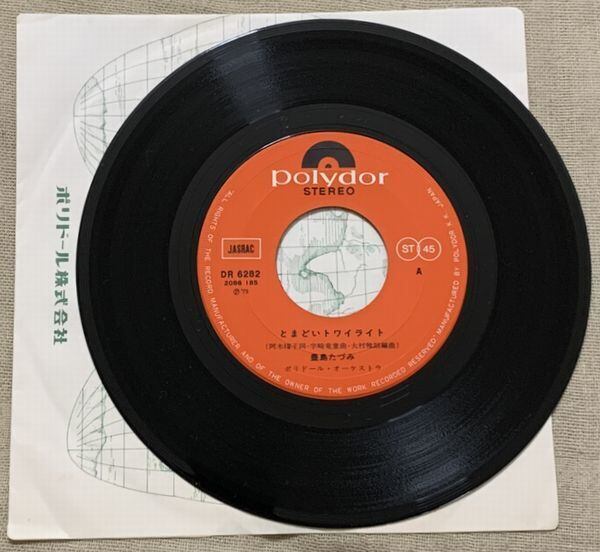 ポリドール株式会社
polydor
STEREO
ALL RIGHTS OF THE RECORD MANUFACTURER AND OF THE OWNER OF THE WORK RECORDED RESERVED MANUFACTURED BY POLYDOR K.K. JAPAN
JASRAC
ST 45
DR 6282
A
2086 185
Ⓟ'79
とまどいトワイライト
(阿木燿子詞・宇崎竜童曲・大村雅朗編曲)
豊島たづみ
ポリドール・オーケストラ